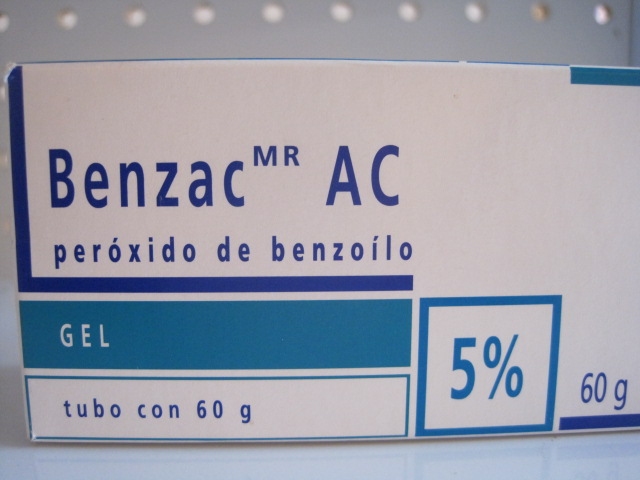 Benzac MR AC
peróxido de benzoílo
GEL
tubo con 60 g
5%
60 g